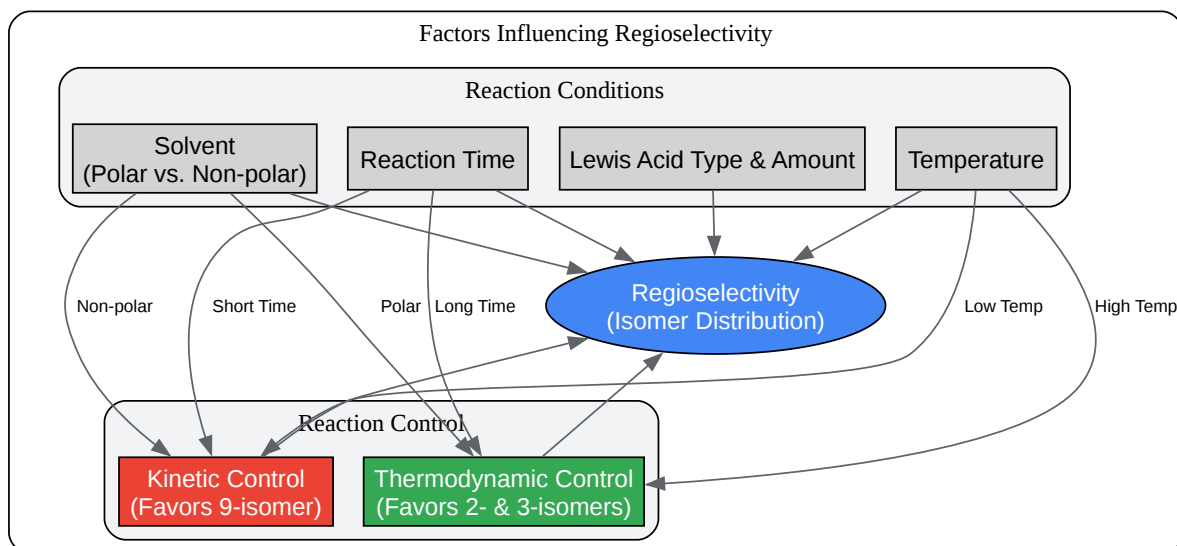 Factors Influencing Regioselectivity
Reaction Conditions
Solvent
(Polar vs. Non-polar)
Reaction Time
Lewis Acid Type & Amount
Temperature
Non-polar
Short Time
Polar
Long Time
Regioselectivity
(Isomer Distribution)
Low Temp
High Temp
Reaction Control
Kinetic Control
(Favors 9-isomer)
Thermodynamic Control
(Favors 2- & 3-isomers)